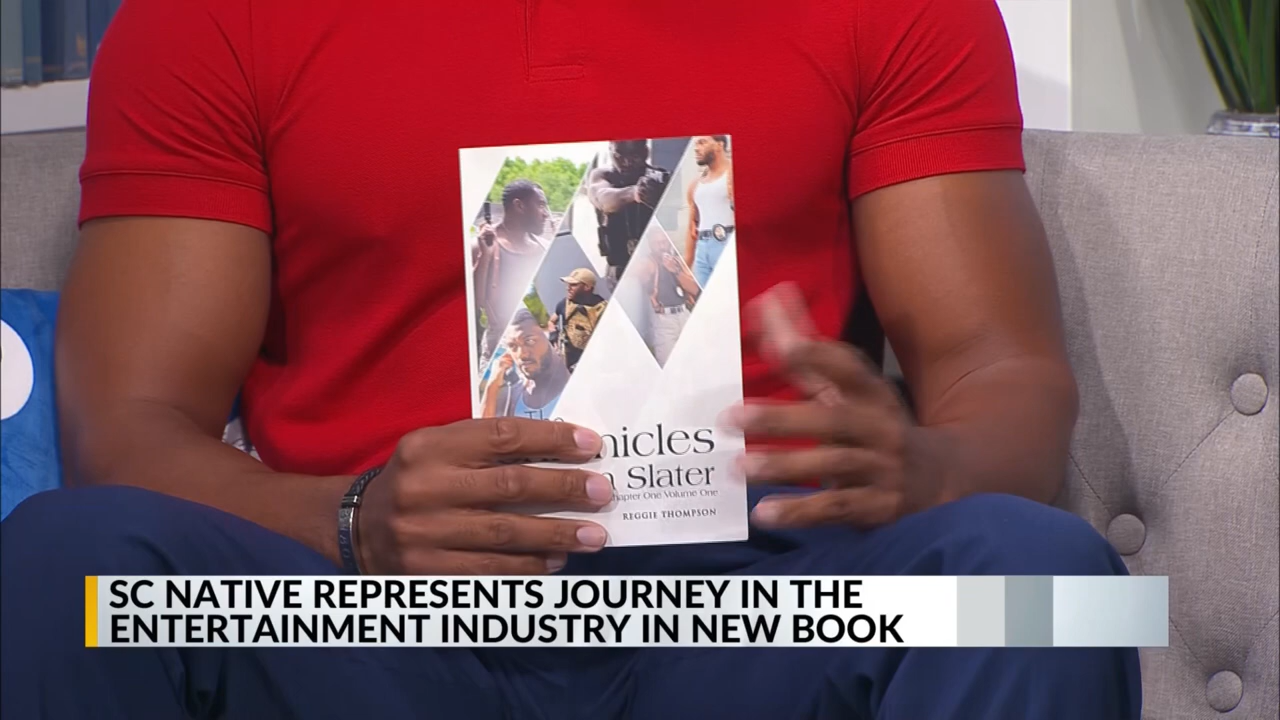 The
nicles
Slater
Chapter One Volume One
REGGIE THOMPSON
SC NATIVE REPRESENTS JOURNEY IN THE
ENTERTAINMENT INDUSTRY IN NEW BOOK